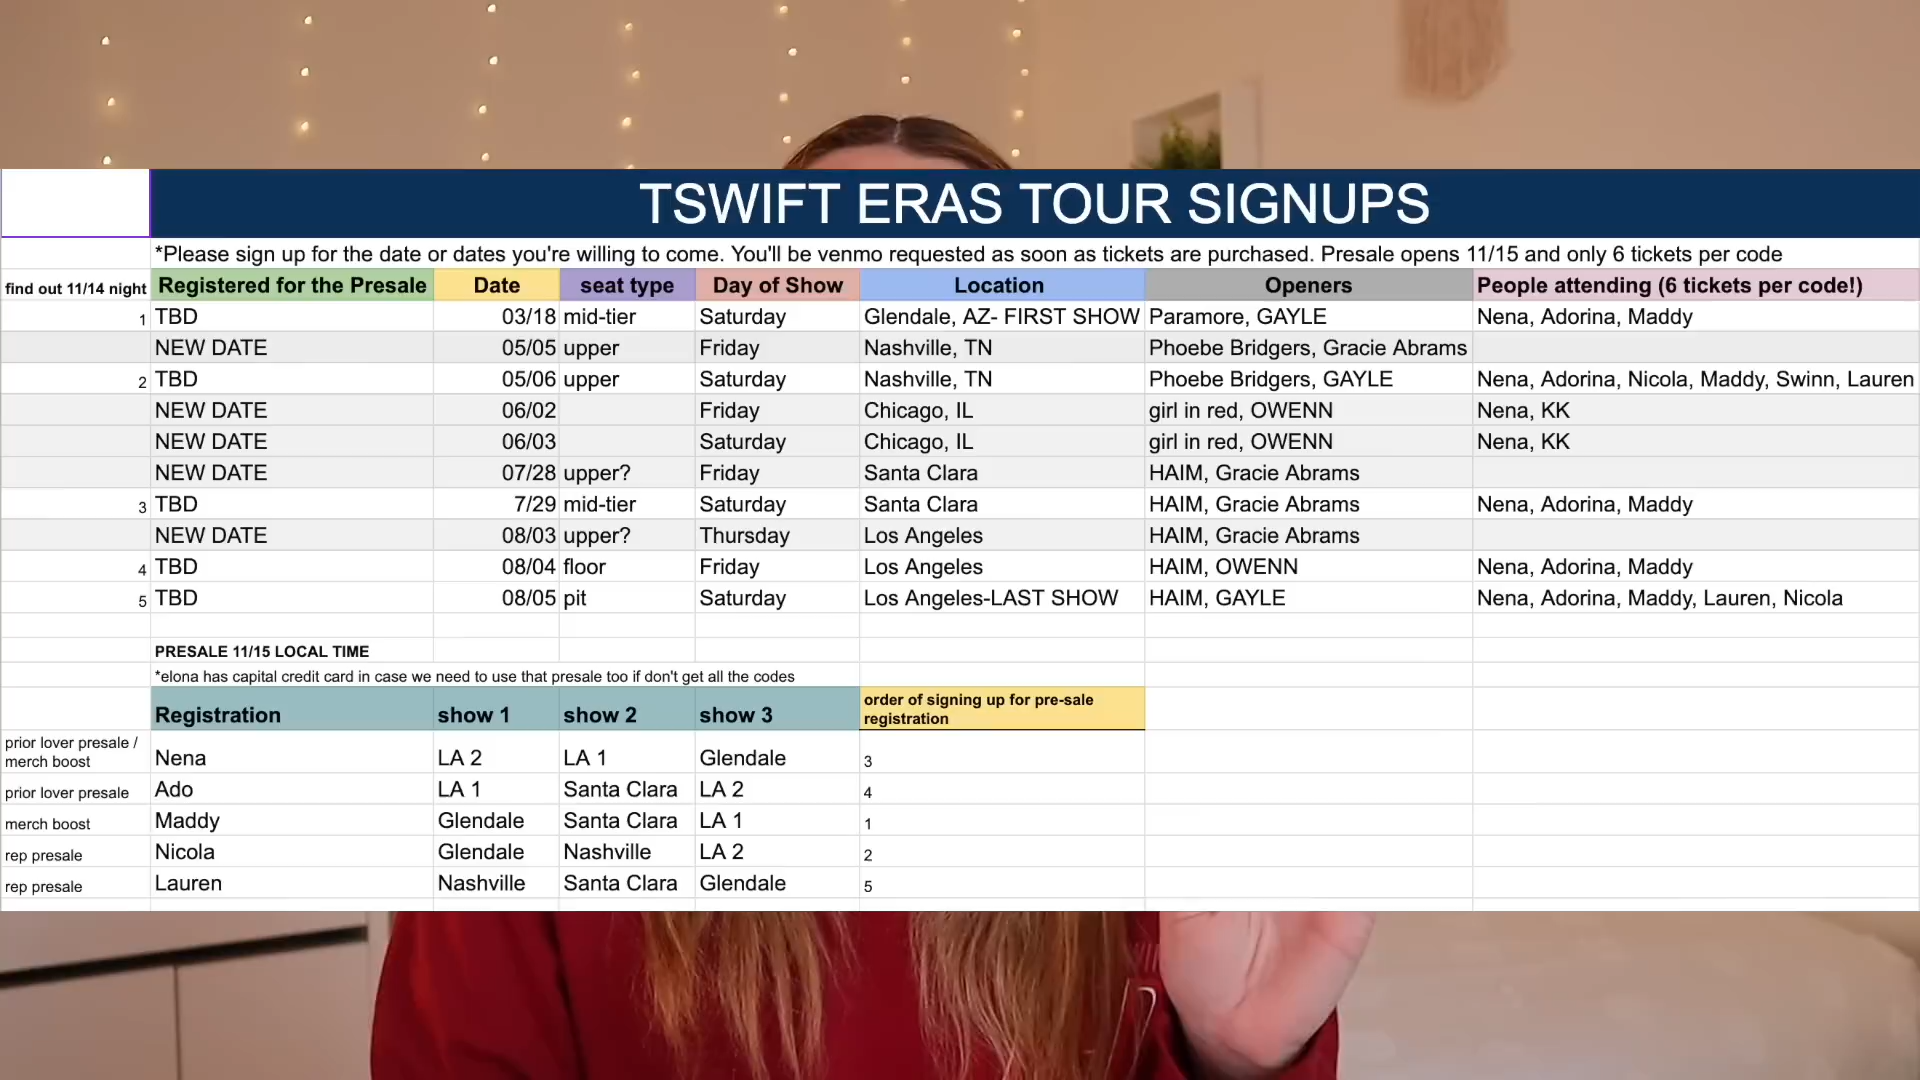 TSWIFT ERAS TOUR SIGNUPS
*Please sign up for the date or dates you're willing to come. You'll be venmo requested as soon as tickets are purchased. Presale opens 11/15 and only 6 tickets per code
find out 11/14 night Registered for the Presale Date seat type Day of Show Location Openers People attending (6 tickets per code!)
1 TBD 03/18 mid-tier Saturday Glendale, AZ- FIRST SHOW Paramore, GAYLE Nena, Adorina, Maddy
NEW DATE 05/05 upper Friday Nashville, TN Phoebe Bridgers, Gracie Abrams
2 TBD 05/06 upper Saturday Nashville, TN Phoebe Bridgers, GAYLE Nena, Adorina, Nicola, Maddy, Swinn, Lauren
NEW DATE 06/02 Friday Chicago, IL girl in red, OWENN Nena, KK
NEW DATE 06/03 Saturday Chicago, IL girl in red, OWENN Nena, KK
NEW DATE 07/28 upper? Friday Santa Clara HAIM, Gracie Abrams
3 TBD 7/29 mid-tier Saturday Santa Clara HAIM, Gracie Abrams Nena, Adorina, Maddy
NEW DATE 08/03 upper? Thursday Los Angeles HAIM, Gracie Abrams
4 TBD 08/04 floor Friday Los Angeles HAIM, OWENN Nena, Adorina, Maddy
5 TBD 08/05 pit Saturday Los Angeles-LAST SHOW HAIM, GAYLE Nena, Adorina, Maddy, Lauren, Nicola
PRESALE 11/15 LOCAL TIME
*elona has capital credit card in case we need to use that presale too if don't get all the codes
Registration show 1 show 2 show 3 order of signing up for pre-sale
registration
prior lover presale /
merch boost Nena LA 2 LA 1 Glendale 3
prior lover presale Ado LA 1 Santa Clara LA 2 4
merch boost Maddy Glendale Santa Clara LA 1 1
rep presale Nicola Glendale Nashville LA 2 2
rep presale Lauren Nashville Santa Clara Glendale 5